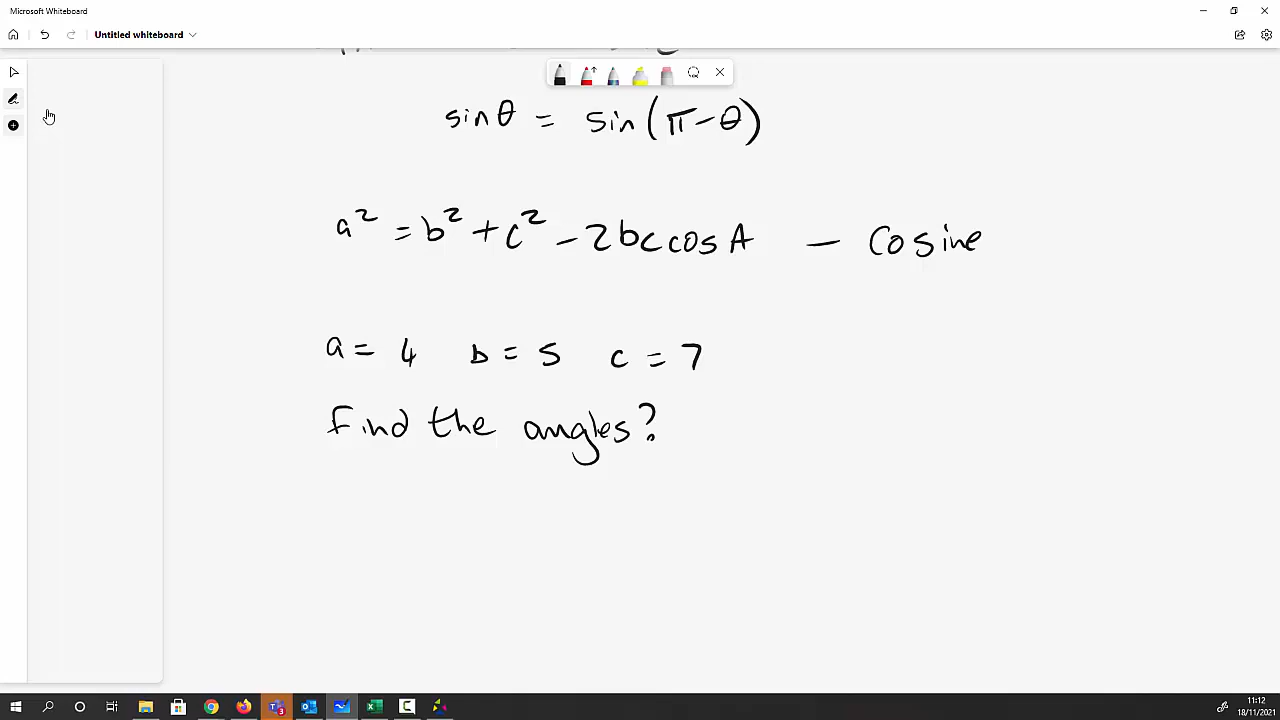 Microsoft Whiteboard
Untitled whiteboard
sinθ = sin(π-θ)
a² = b² + c² - 2bc cos A - Cosine
a = 4 b = 5 c = 7
Find the angles?
11:12
18/11/2021